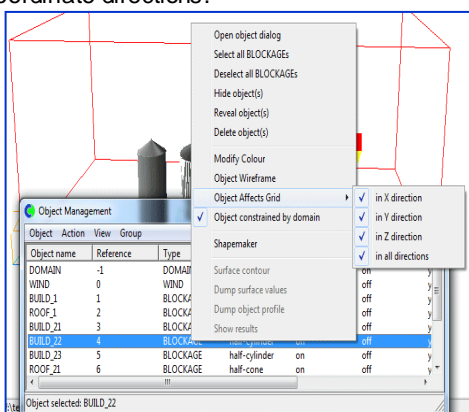 coordinate directions?
Open object dialog
Select all BLOCKAGEs
Deselect all BLOCKAGEs
Hide object(s)
Reveal object(s)
Delete object(s)
Modify Colour
Object Wireframe
Object Affects Grid
Object constrained by domain
Shapemaker
Surface contour
Dump surface values
Dump object profile
Show results
in X direction
in Y direction
in Z direction
in all directions
Object Management
Object Action View Group
Object name Reference Type
DOMAIN -1 DOMAI on
WIND 0 WIND off
BUILD_1 1 BLOCKA off
ROOF_1 2 BLOCKA off
BUILD_21 3 BLOCKA off
BUILD_22 4 BLOCKAGE half-cylinder on off
BUILD_23 5 BLOCKAGE half-cylinder on off
ROOF_21 6 BLOCKAGE half-cone on off
Object selected: BUILD_22